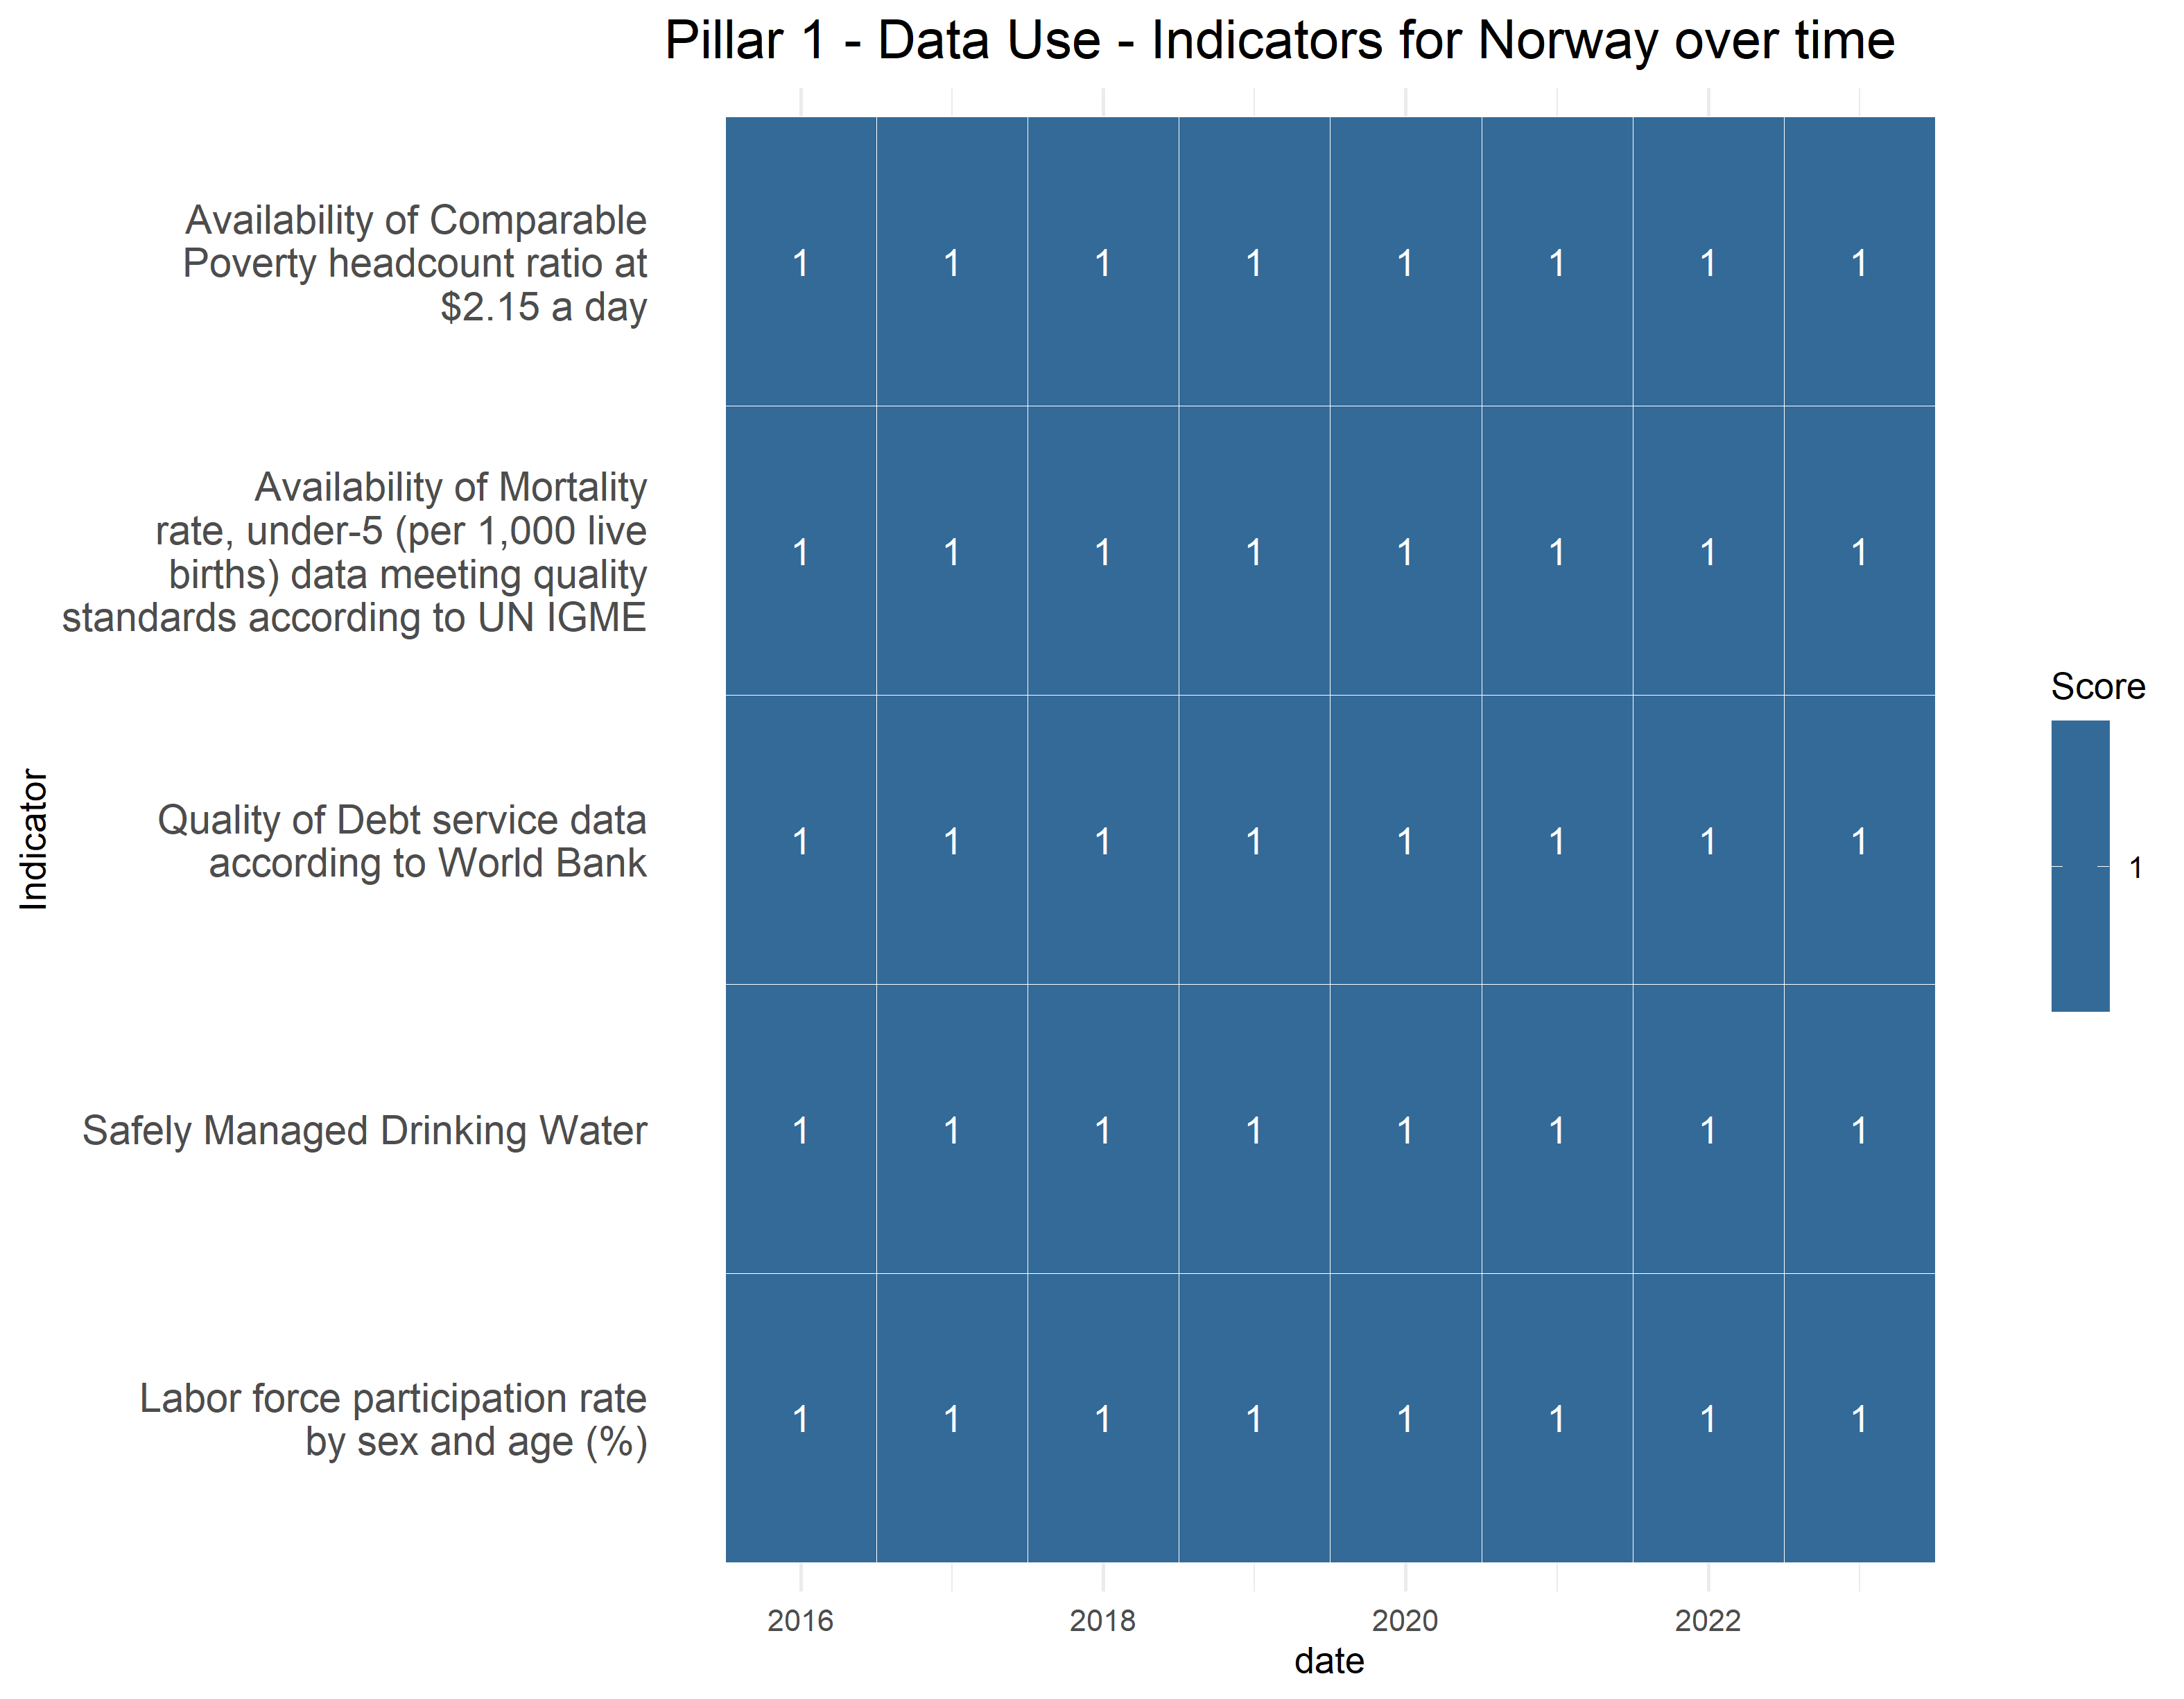 Pillar 1 - Data Use - Indicators for Norway over time
Availability of Comparable
Poverty headcount ratio at
$2.15 a day
1 1 1 1 1 1 1 1
Availability of Mortality
rate, under-5 (per 1,000 live
births) data meeting quality
standards according to UN IGME
1 1 1 1 1 1 1 1
Quality of Debt service data
according to World Bank
1 1 1 1 1 1 1 1
Safely Managed Drinking Water
1 1 1 1 1 1 1 1
Labor force participation rate
by sex and age (%)
1 1 1 1 1 1 1 1
Indicator
2016 2018 2020 2022
date
Score
1